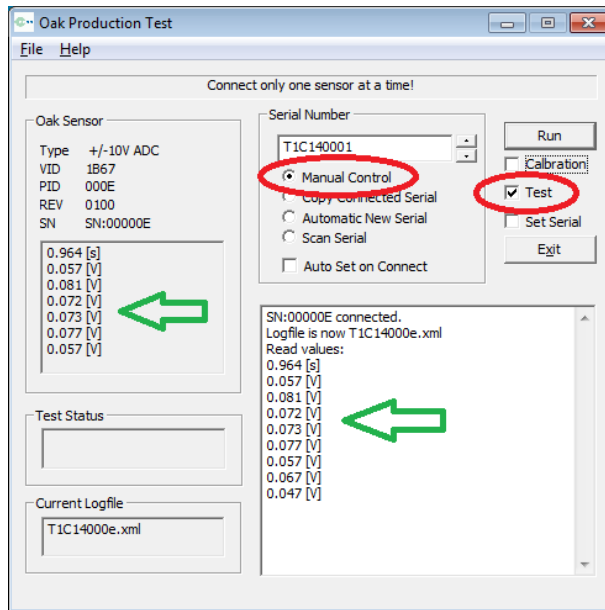 Oak Production Test
File Help
Connect only one sensor at a time!
Oak Sensor
Type +/-10V ADC
VID 1B67
PID 000E
REV 0100
SN SN:00000E
0.964 [s]
0.057 [V]
0.081 [V]
0.072 [V]
0.073 [V]
0.077 [V]
0.057 [V]
Test Status
Current Logfile
T1C14000e.xml
Serial Number
T1C140001
Manual Control
Copy Connected Serial
Automatic New Serial
Scan Serial
Auto Set on Connect
Run
Calbration
Test
Set Serial
Exit
SN:00000E connected.
Logfile is now T1C14000e.xml
Read values:
0.964 [s]
0.057 [V]
0.081 [V]
0.072 [V]
0.073 [V]
0.077 [V]
0.057 [V]
0.067 [V]
0.047 [V]